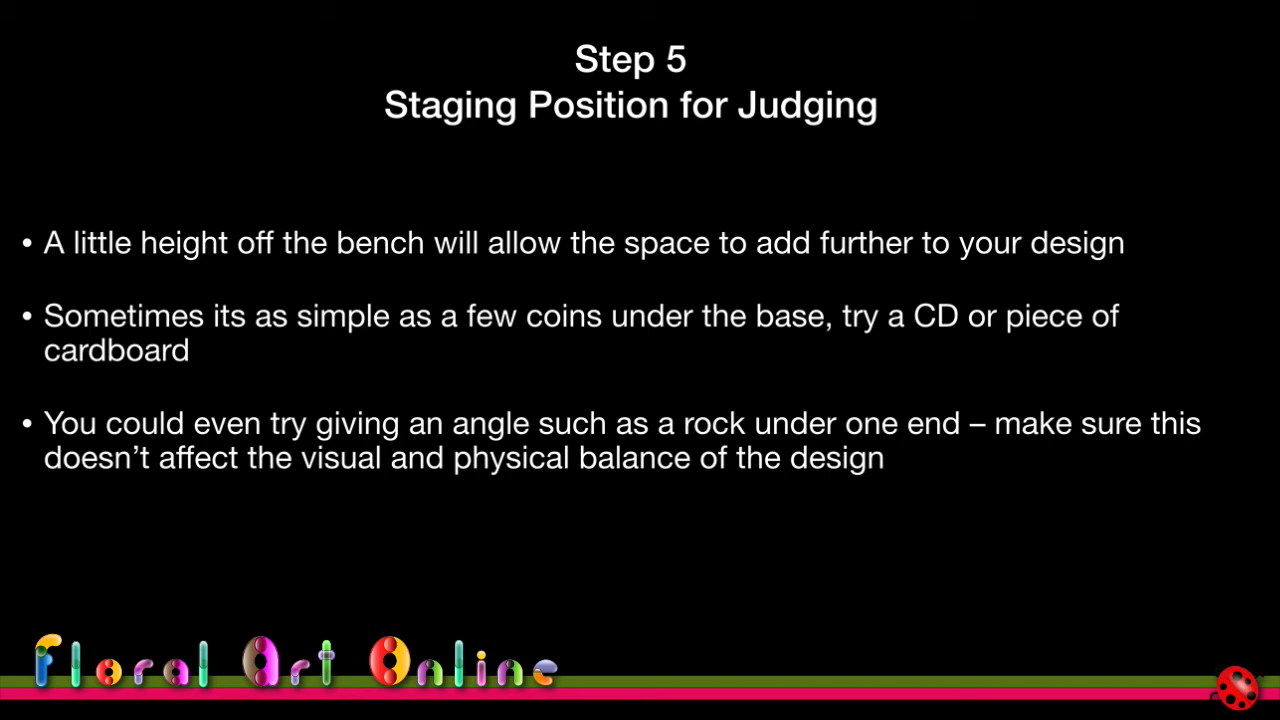 Step 5
Staging Position for Judging
• A little height off the bench will allow the space to add further to your design
• Sometimes its as simple as a few coins under the base, try a CD or piece of
cardboard
• You could even try giving an angle such as a rock under one end – make sure this
doesn’t affect the visual and physical balance of the design
Floral Art Online